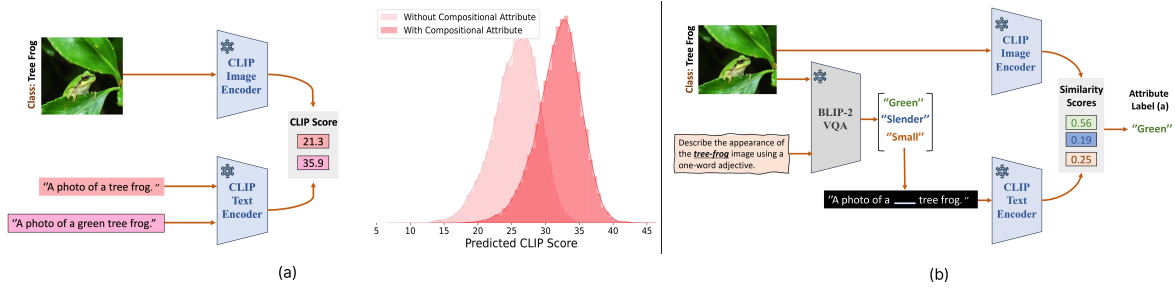 Class: Tree Frog
CLIP
Image
Encoder
CLIP Score
21.3
35.9
"A photo of a tree frog. "
"A photo of a green tree frog."
CLIP
Text
Encoder
Without Compositional Attribute
With Compositional Attribute
5 10 15 20 25 30 35 40 45
Predicted CLIP Score
(a)
Class: Tree Frog
CLIP
Image
Encoder
BLIP-2
VQA
Describe the appearance of
the tree-frog image using a
one-word adjective.
"Green"
"Slender"
"Small"
"A photo of a ____ tree frog. "
CLIP
Text
Encoder
Similarity
Scores
0.56
0.19
0.25
Attribute
Label (a)
"Green"
(b)